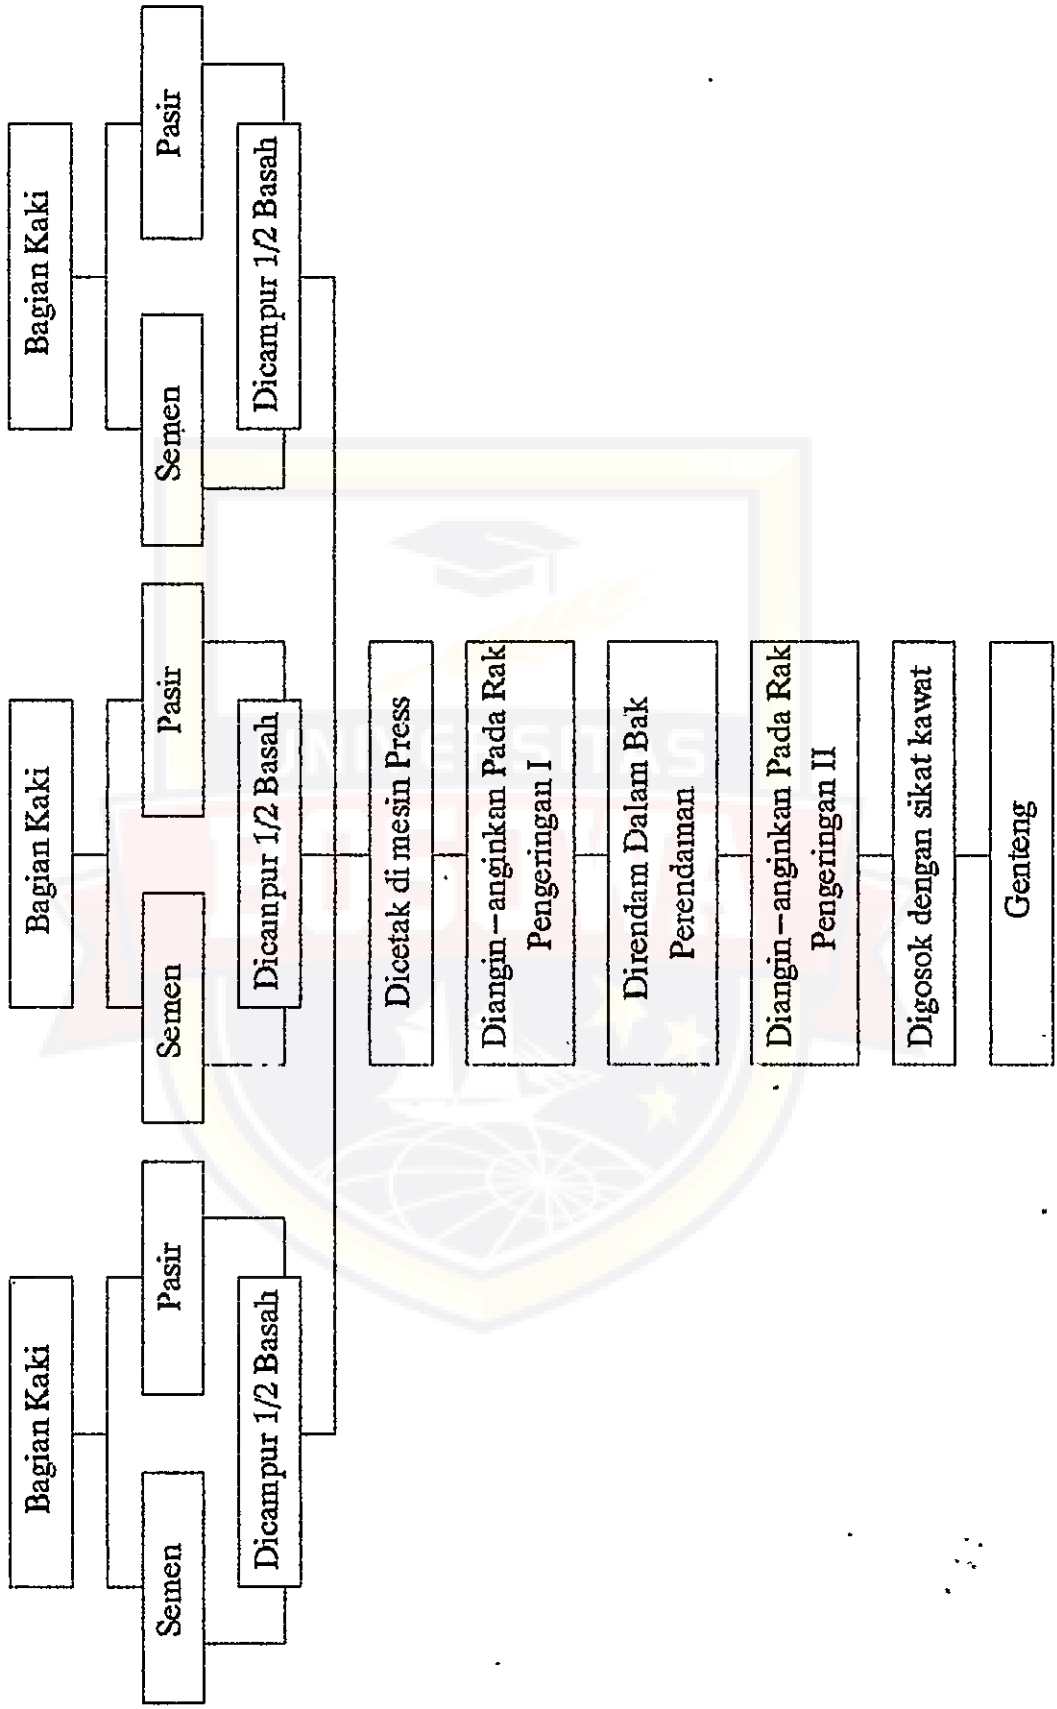 Bagian Kaki
Bagian Kaki
Bagian Kaki
Semen
Pasir
Semen
Pasir
Semen
Pasir
Dicampur 1/2 Basah
Dicampur 1/2 Basah
Dicampur 1/2 Basah
Dicetak di mesin Press
Diangin-anginkan Pada Rak
Pengeringan I
Direndam Dalam Bak
Perendaman
Diangin-anginkan Pada Rak
Pengeringan II
Digosok dengan sikat kawat
Genteng
UNIVERSITAS
BOSOWA